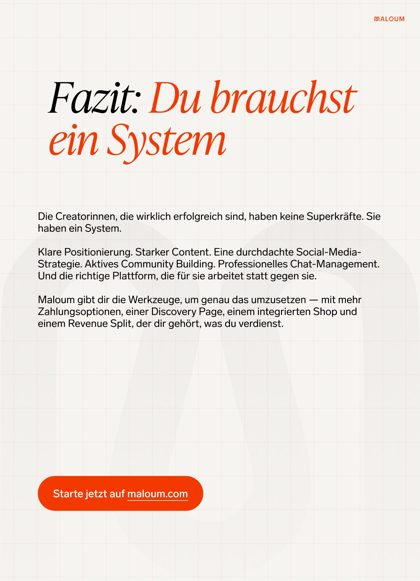 MALOUM
Fazit: Du brauchst
ein System
Die Creatorinnen, die wirklich erfolgreich sind, haben keine Superkräfte. Sie
haben ein System.
Klare Positionierung. Starker Content. Eine durchdachte Social-Media-
Strategie. Aktives Community Building. Professionelles Chat-Management.
Und die richtige Plattform, die für sie arbeitet statt gegen sie.
Maloum gibt dir die Werkzeuge, um genau das umzusetzen — mit mehr
Zahlungsoptionen, einer Discovery Page, einem integrierten Shop und
einem Revenue Split, der dir gehört, was du verdienst.
Starte jetzt auf maloum.com